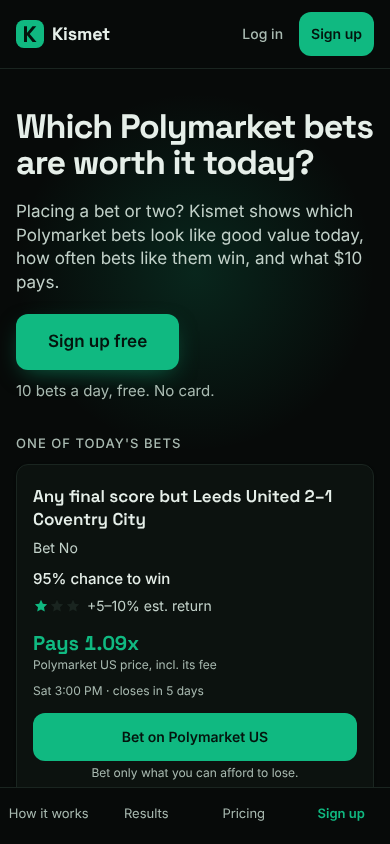 K Kismet
Log in
Sign up
Which Polymarket bets
are worth it today?
Placing a bet or two? Kismet shows which
Polymarket bets look like good value today,
how often bets like them win, and what $10
pays.
Sign up free
10 bets a day, free. No card.
ONE OF TODAY'S BETS
Any final score but Leeds United 2–1
Coventry City
Bet No
95% chance to win
+5–10% est. return
Pays 1.09x
Polymarket US price, incl. its fee
Sat 3:00 PM · closes in 5 days
Bet on Polymarket US
Bet only what you can afford to lose.
How it works
Results
Pricing
Sign up